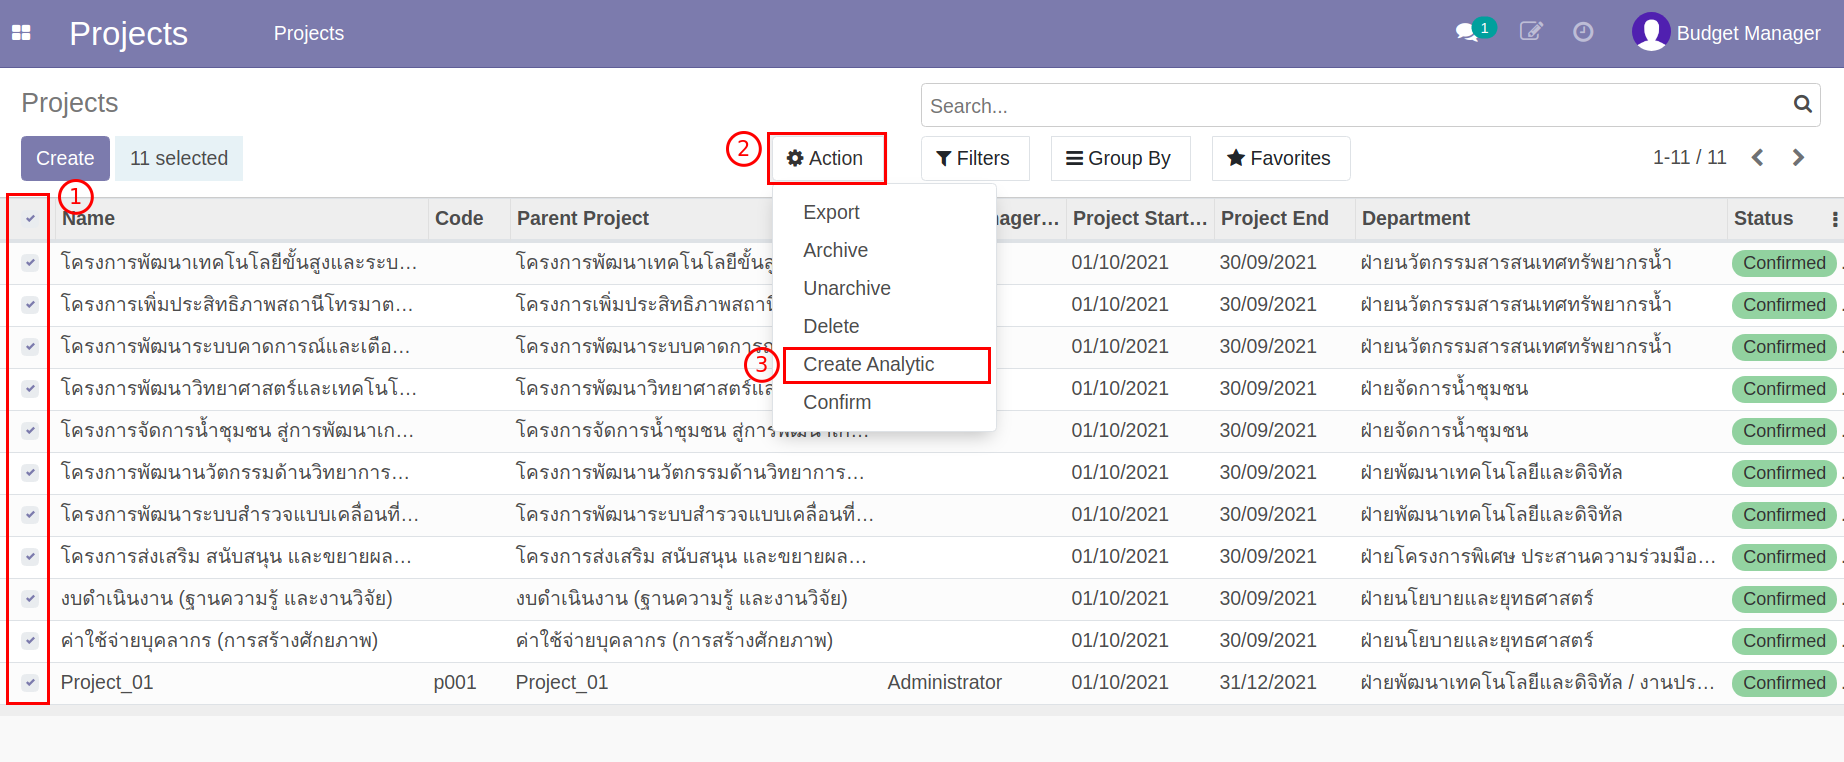 Projects Projects 1 Budget Manager
Projects Search...
Create 11 selected 2 Action Filters Group By Favorites 1-11 / 11
1
Name Code Parent Project nager... Project Start... Project End Department Status
โครงการพัฒนาเทคโนโลยีขั้นสูงและระบ... โครงการพัฒนาเทคโนโลยีขั้นสู 01/10/2021 30/09/2021 ฝ่ายนวัตกรรมสารสนเทศทรัพยากรน้ำ Confirmed
โครงการเพิ่มประสิทธิภาพสถานีโทรมาต... โครงการเพิ่มประสิทธิภาพสถานี 01/10/2021 30/09/2021 ฝ่ายนวัตกรรมสารสนเทศทรัพยากรน้ำ Confirmed
โครงการพัฒนาระบบคาดการณ์และเตือ... โครงการพัฒนาระบบคาดการณ 01/10/2021 30/09/2021 ฝ่ายนวัตกรรมสารสนเทศทรัพยากรน้ำ Confirmed
โครงการพัฒนาวิทยาศาสตร์และเทคโนโ... โครงการพัฒนาวิทยาศาสตร์แล 01/10/2021 30/09/2021 ฝ่ายจัดการน้ำชุมชน Confirmed
โครงการจัดการน้ำชุมชน สู่การพัฒนาเก... โครงการจัดการน้ำชุมชน สู่การพัฒนาเก... 01/10/2021 30/09/2021 ฝ่ายจัดการน้ำชุมชน Confirmed
โครงการพัฒนานวัตกรรมด้านวิทยาการ... โครงการพัฒนานวัตกรรมด้านวิทยาการ... 01/10/2021 30/09/2021 ฝ่ายพัฒนาเทคโนโลยีและดิจิทัล Confirmed
โครงการพัฒนาระบบสำรวจแบบเคลื่อนที่... โครงการพัฒนาระบบสำรวจแบบเคลื่อนที่... 01/10/2021 30/09/2021 ฝ่ายพัฒนาเทคโนโลยีและดิจิทัล Confirmed
โครงการส่งเสริม สนับสนุน และขยายผล... โครงการส่งเสริม สนับสนุน และขยายผล... 01/10/2021 30/09/2021 ฝ่ายโครงการพิเศษ ประสานความร่วมมือ... Confirmed
งบดำเนินงาน (ฐานความรู้ และงานวิจัย) งบดำเนินงาน (ฐานความรู้ และงานวิจัย) 01/10/2021 30/09/2021 ฝ่ายนโยบายและยุทธศาสตร์ Confirmed
ค่าใช้จ่ายบุคลากร (การสร้างศักยภาพ) ค่าใช้จ่ายบุคลากร (การสร้างศักยภาพ) 01/10/2021 30/09/2021 ฝ่ายนโยบายและยุทธศาสตร์ Confirmed
Project_01 p001 Project_01 Administrator 01/10/2021 31/12/2021 ฝ่ายพัฒนาเทคโนโลยีและดิจิทัล / งานปร... Confirmed
Export
Archive
Unarchive
Delete
3 Create Analytic
Confirm